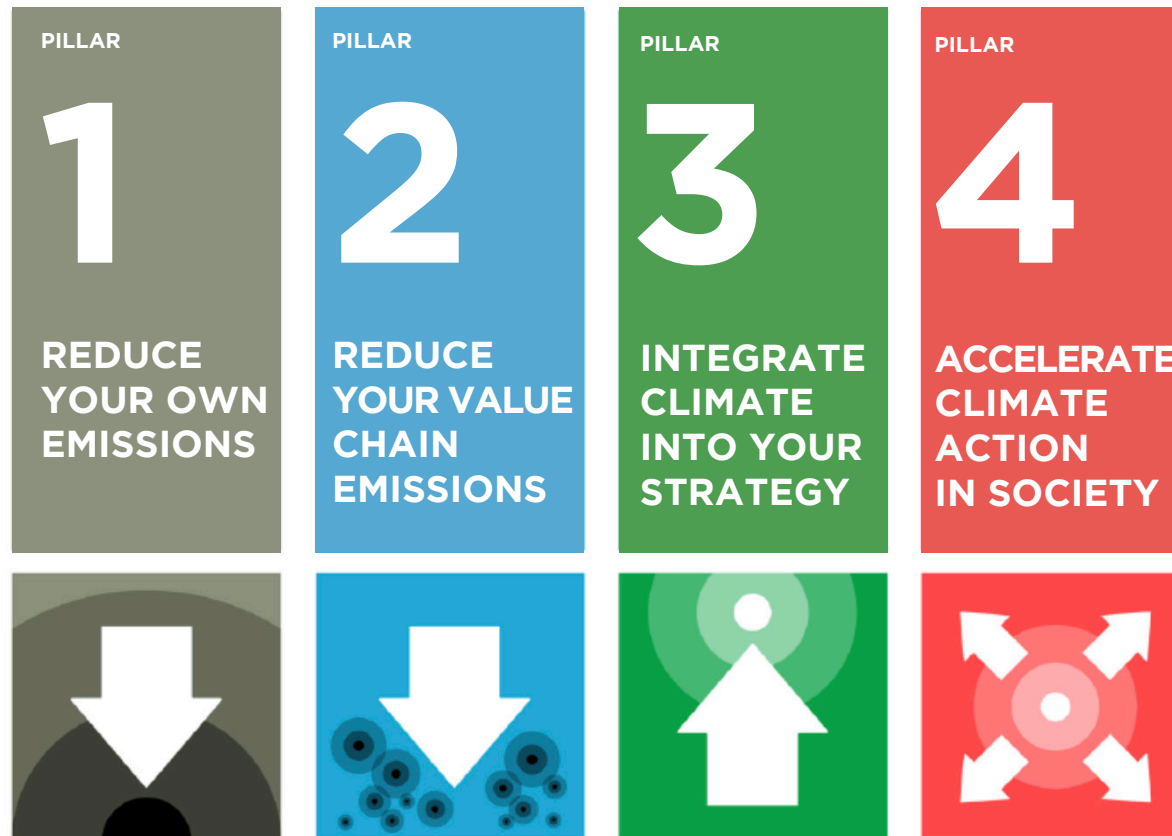 PILLAR
1
REDUCE
YOUR OWN
EMISSIONS
PILLAR
2
REDUCE
YOUR VALUE
CHAIN
EMISSIONS
PILLAR
3
INTEGRATE
CLIMATE
INTO YOUR
STRATEGY
PILLAR
4
ACCELERATE
CLIMATE
ACTION
IN SOCIETY